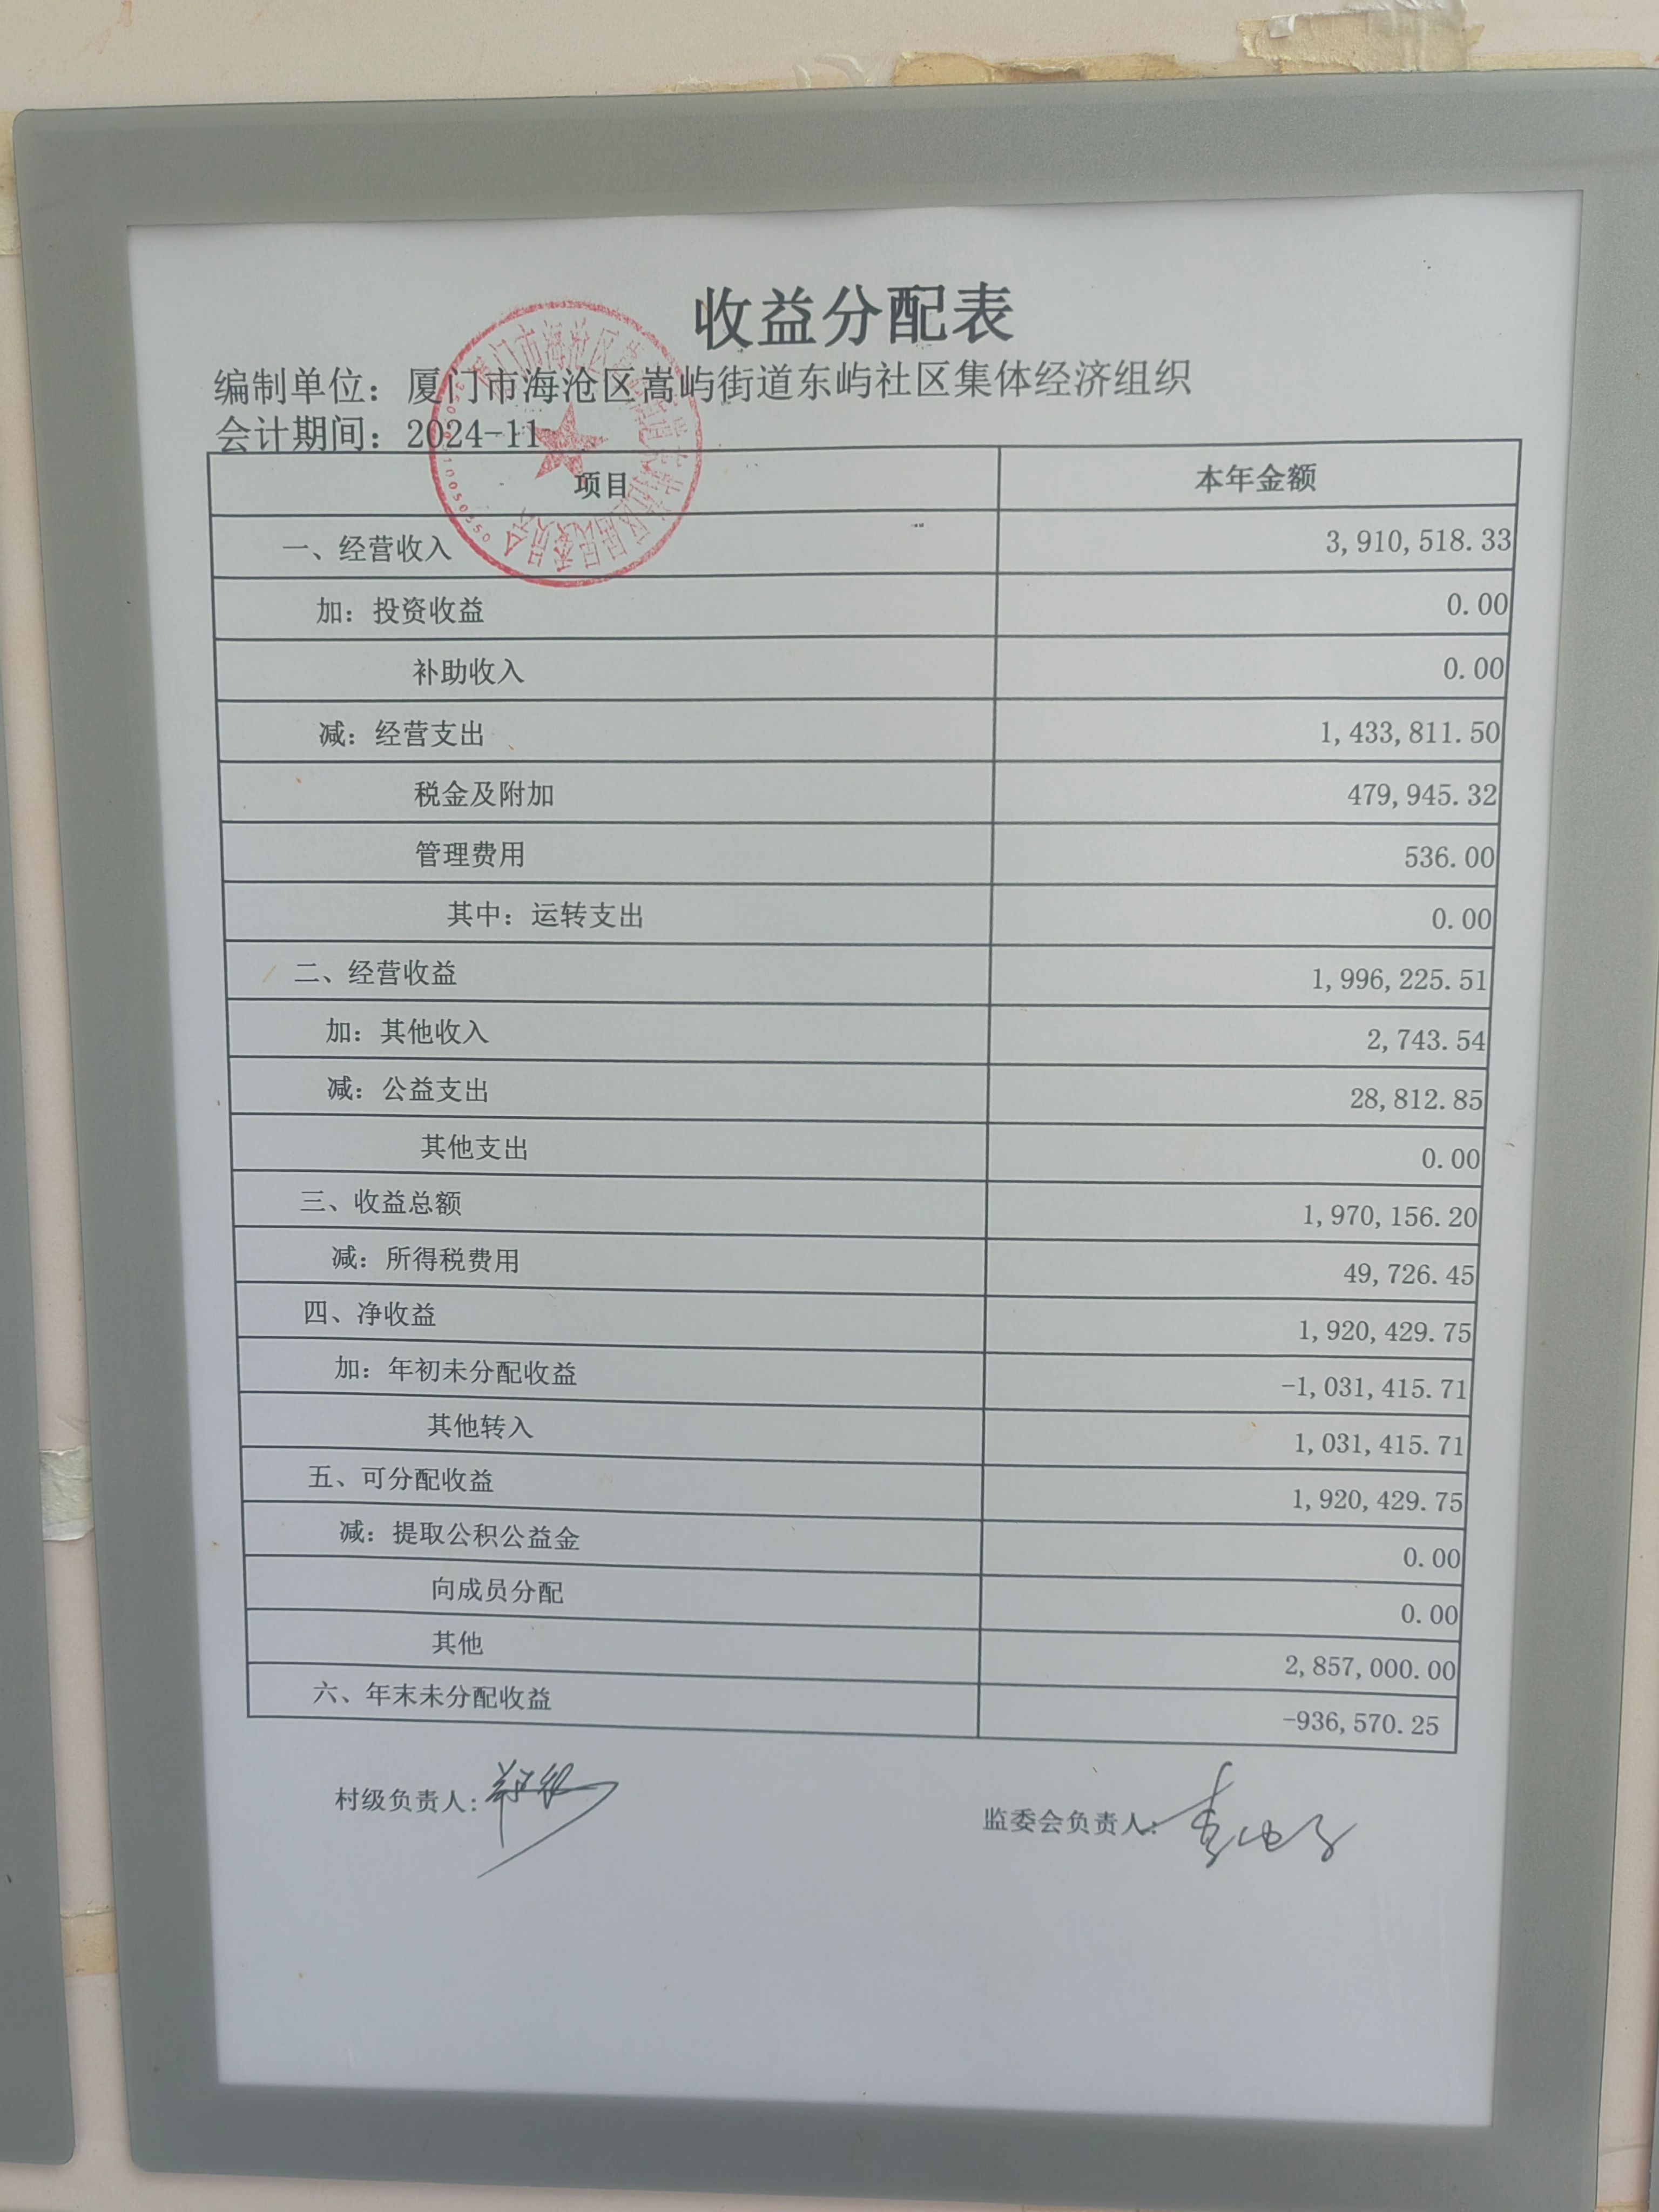 收益分配表
编制单位：厦门市海沧区嵩屿街道东屿社区集体经济组织
会计期间：2024-11
项目 本年金额
一、经营收入 3,910,518.33
加：投资收益 0.00
补助收入 0.00
减：经营支出 1,433,811.50
税金及附加 479,945.32
管理费用 536.00
其中：运转支出 0.00
二、经营收益 1,996,225.51
加：其他收入 2,743.54
减：公益支出 28,812.85
其他支出 0.00
三、收益总额 1,970,156.20
减：所得税费用 49,726.45
四、净收益 1,920,429.75
加：年初未分配收益 -1,031,415.71
其他转入 1,031,415.71
五、可分配收益 1,920,429.75
减：提取公积公益金 0.00
向成员分配 0.00
其他 2,857,000.00
六、年末未分配收益 -936,570.25
村级负责人：
监委会负责人：